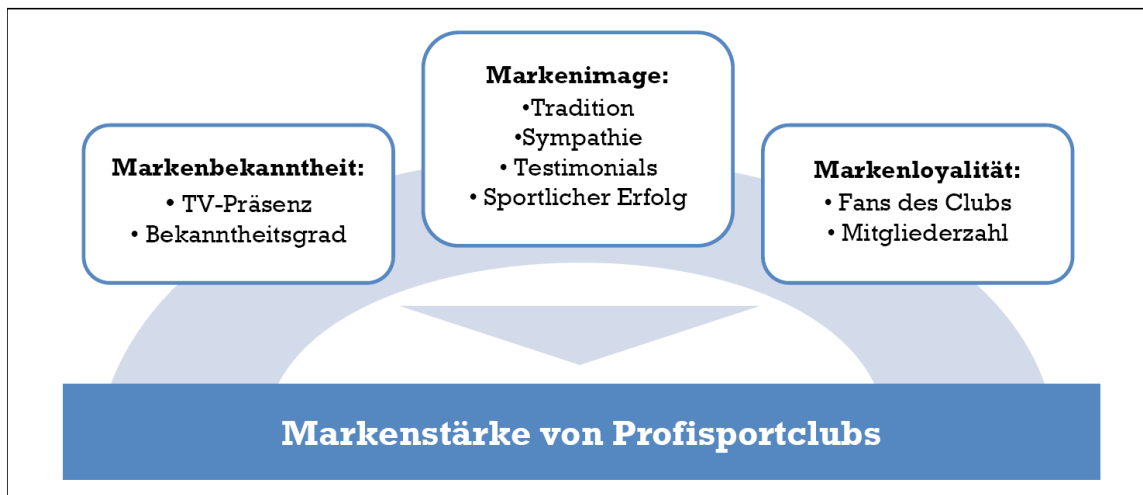 Markenimage:
•Tradition
•Sympathie
• Testimonials
• Sportlicher Erfolg
Markenbekanntheit:
• TV-Präsenz
• Bekanntheitsgrad
Markenloyalität:
• Fans des Clubs
• Mitgliederzahl
Markenstärke von Profisportclubs